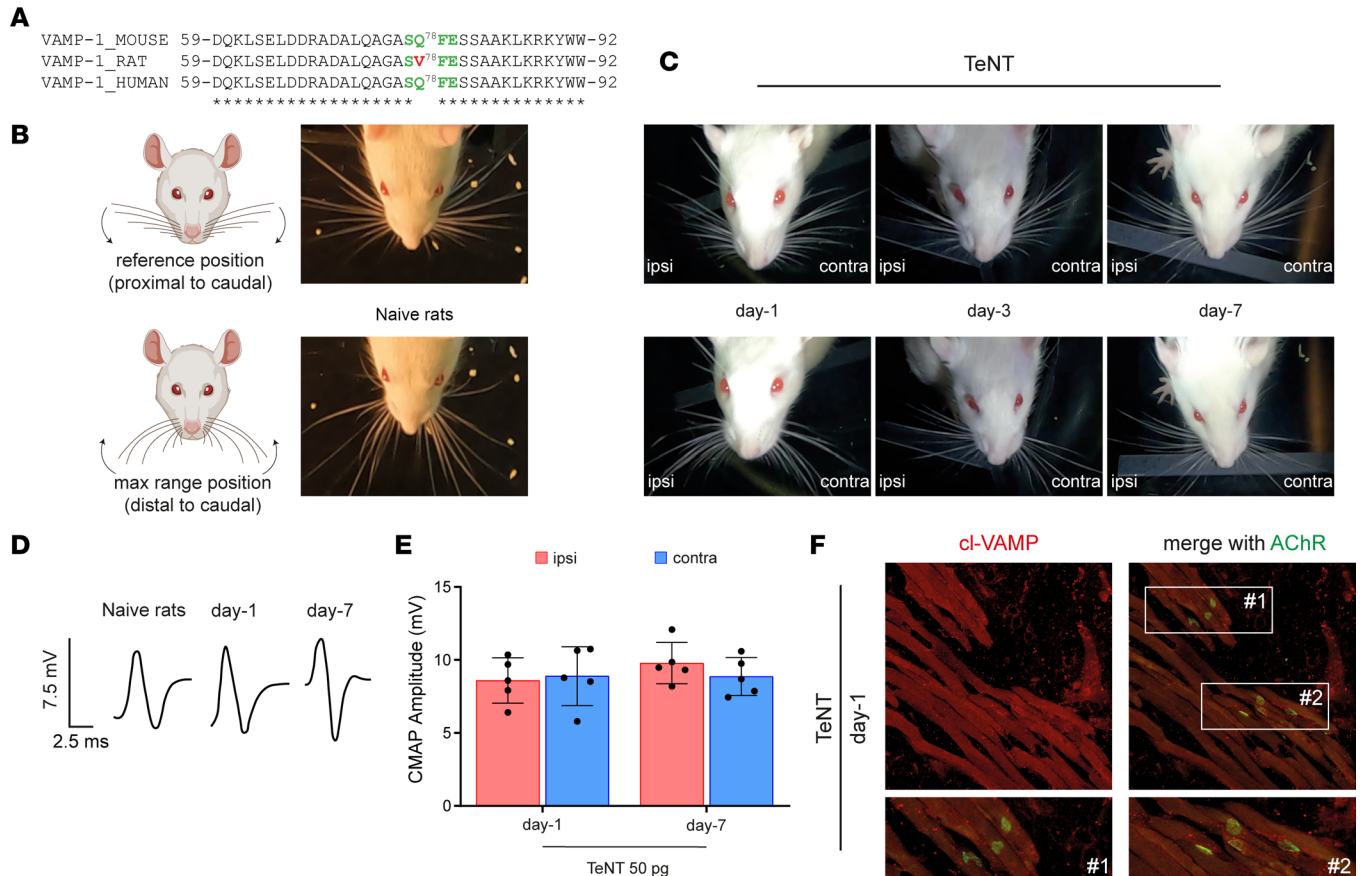 A
VAMP-1_MOUSE 59-DQKLSELDDRADALQAGASQ⁷⁸FESSAAKLKRKYWW-92
VAMP-1_RAT 59-DQKLSELDDRADALQAGASV⁷⁸FESSAAKLKRKYWW-92
VAMP-1_HUMAN 59-DQKLSELDDRADALQAGASQ⁷⁸FESSAAKLKRKYWW-92
******************* ***************
B
reference position
(proximal to caudal)
Naive rats
max range position
(distal to caudal)
C
TeNT
ipsi contra ipsi contra ipsi contra
day-1 day-3 day-7
ipsi contra ipsi contra ipsi contra
D
Naive rats day-1 day-7
7.5 mV
2.5 ms
E
ipsi contra
CMAP Amplitude (mV)
15
10
5
0
day-1 day-7
TeNT 50 pg
F
cl-VAMP merge with AChR
TeNT
day-1
#1
#2
#1 #2